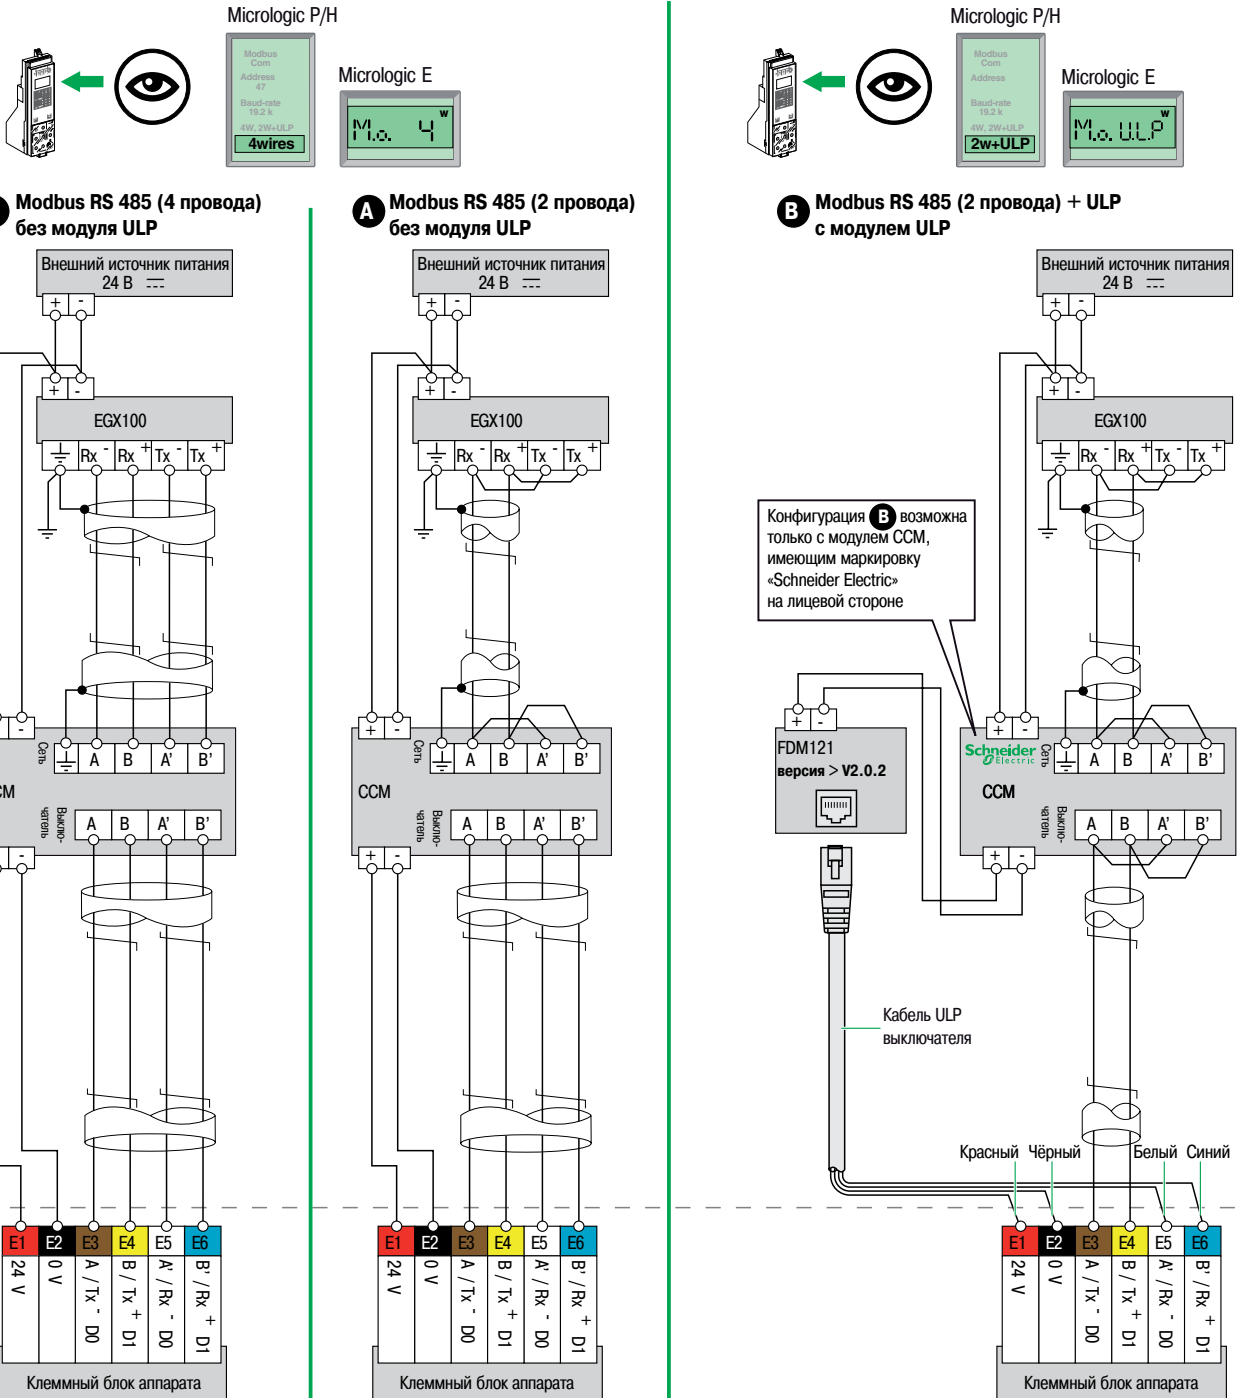 Micrologic P/H
Modbus
Com
Address
47
Baud-rate
19.2 k
4W, 2W+ULP
4wires
Micrologic E
M.o. 4 w
Modbus RS 485 (4 провода)
без модуля ULP
Внешний источник питания
24 В
+ -
+ -
EGX100
Rx - Rx + Tx - Tx +
-
Сеть
A B A' B'
Выклю-
чатель
A B A' B'
-
E1 E2 E3 E4 E5 E6
24 V
0 V
A / Tx - D0
B / Tx + D1
A' / Rx - D0
B' / Rx + D1
Клеммный блок аппарата
A Modbus RS 485 (2 провода)
без модуля ULP
Внешний источник питания
24 В
+ -
+ -
EGX100
Rx - Rx + Tx - Tx +
+ -
Сеть
A B A' B'
CCM
Выклю-
чатель
A B A' B'
+ -
E1 E2 E3 E4 E5 E6
24 V
0 V
A / Tx - D0
B / Tx + D1
A' / Rx - D0
B' / Rx + D1
Клеммный блок аппарата
Micrologic P/H
Modbus
Com
Address
Baud-rate
19.2 k
4W, 2W+ULP
2w+ULP
Micrologic E
M.o. U.L.P w
B Modbus RS 485 (2 провода) + ULP
с модулем ULP
Внешний источник питания
24 В
+ -
+ -
EGX100
Rx - Rx + Tx - Tx +
Конфигурация B возможна
только с модулем CCM,
имеющим маркировку
«Schneider Electric»
на лицевой стороне
+ -
FDM121
версия > V2.0.2
+ -
Schneider
Electric
Сеть
A B A' B'
CCM
Выклю-
чатель
A B A' B'
+ -
Кабель ULP
выключателя
Красный Чёрный Белый Синий
E1 E2 E3 E4 E5 E6
24 V
0 V
A / Tx - D0
B / Tx + D1
A' / Rx - D0
B' / Rx + D1
Клеммный блок аппарата